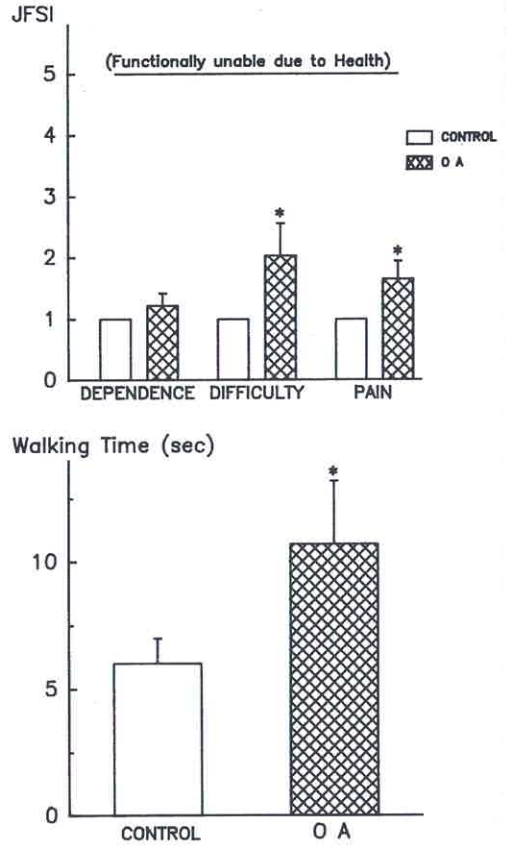 JFSI
(Functionally unable due to Health)
5
CONTROL
4
O A
3
*
*
2
1
0
DEPENDENCE DIFFICULTY PAIN
Walking Time (sec)
*
10
5
0
CONTROL O A